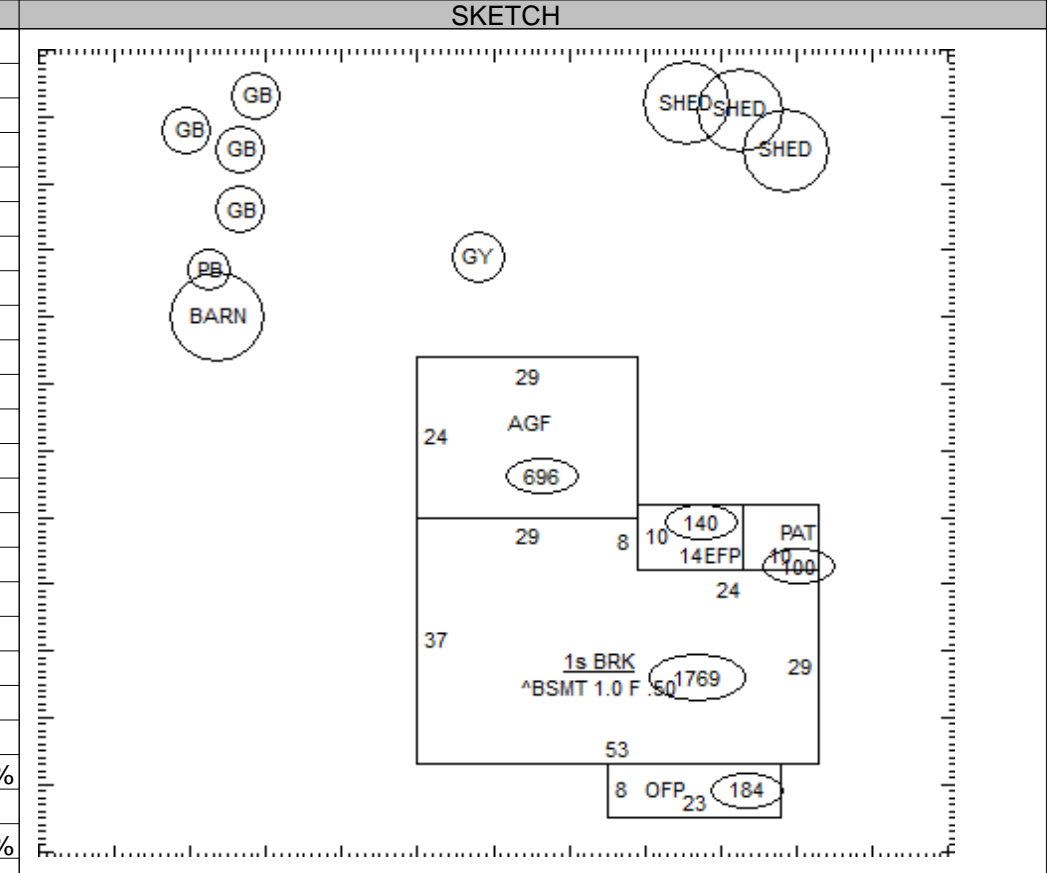 SKETCH
GB
SHED
SHED
GB
GB
SHED
GB
GY
PB
BARN
29
24
AGF
696
29
8
10
140
PAT
14EFP
10
100
24
37
1s BRK
29
^BSMT 1.0 F .50
1769
53
%
8
OFP
23
184
%